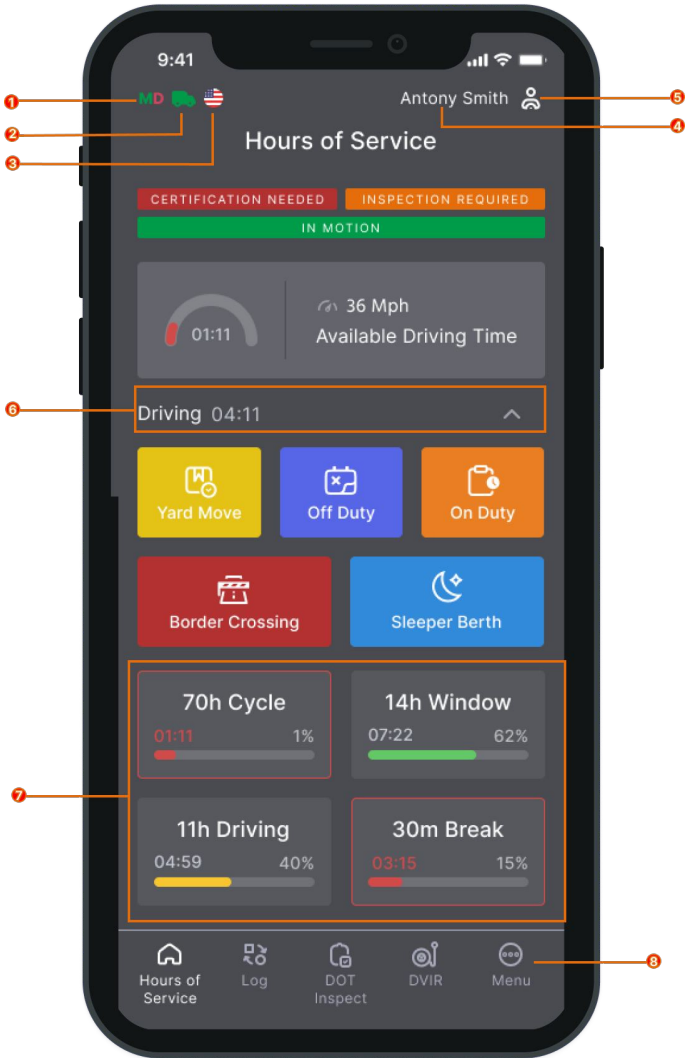 9:41
1
MD
Antony Smith
5
2
4
3
Hours of Service
CERTIFICATION NEEDED
INSPECTION REQUIRED
IN MOTION
36 Mph
01:11
Available Driving Time
6
Driving 04:11
Yard Move
Off Duty
On Duty
Border Crossing
Sleeper Berth
70h Cycle
14h Window
01:11
1%
07:22
62%
7
11h Driving
30m Break
04:59
40%
03:15
15%
8
Hours of
Service
Log
DOT
Inspect
DVIR
Menu